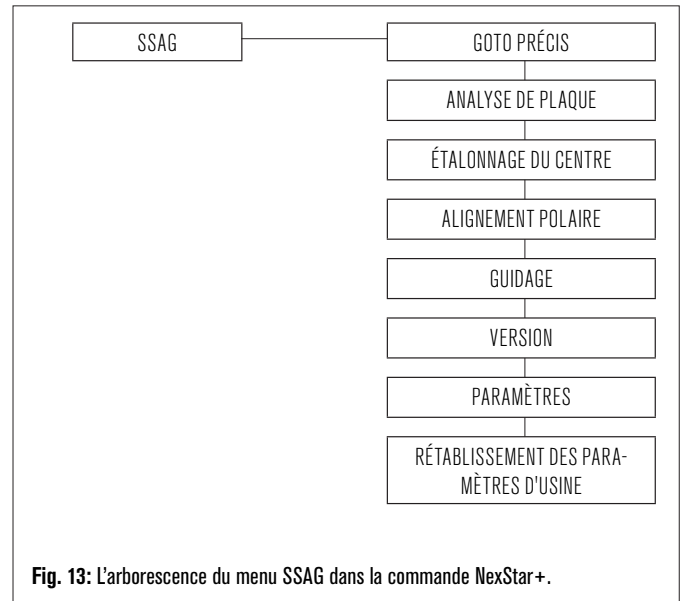 SSAG
GOTO PRÉCIS
ANALYSE DE PLAQUE
ÉTALONNAGE DU CENTRE
ALIGNEMENT POLAIRE
GUIDAGE
VERSION
PARAMÈTRES
RÉTABLISSEMENT DES PARA-
MÈTRES D'USINE
Fig. 13: L'arborescence du menu SSAG dans la commande NexStar+.